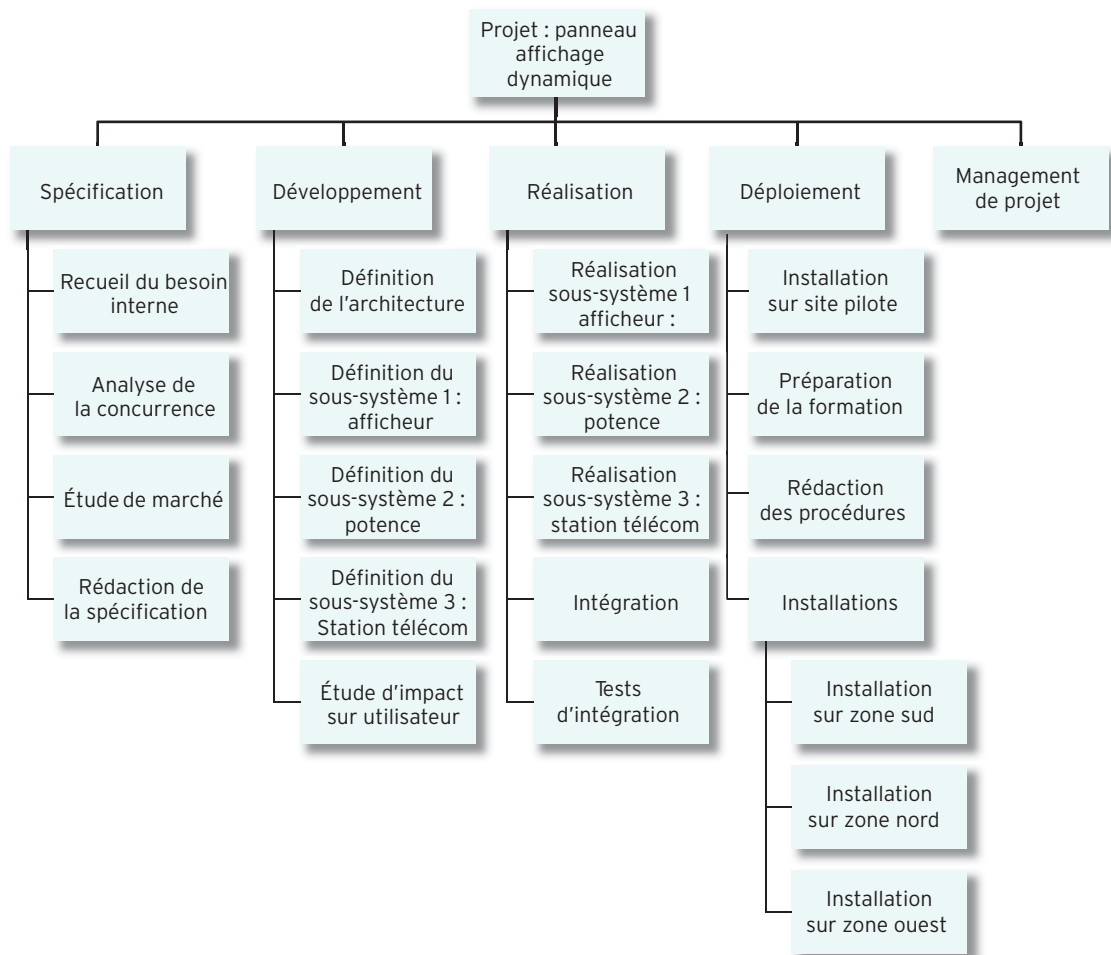 Projet : panneau
affichage
dynamique
Spécification
Développement
Réalisation
Déploiement
Management
de projet
Recueil du besoin
interne
Analyse de
la concurrence
Étude de marché
Rédaction de
la spécification
Définition
de l'architecture
Définition du
sous-système 1 :
afficheur
Définition du
sous-système 2 :
potence
Définition du
sous-système 3 :
Station télécom
Étude d'impact
sur utilisateur
Réalisation
sous-système 1
afficheur :
Réalisation
sous-système 2 :
potence
Réalisation
sous-système 3 :
station télécom
Intégration
Tests
d'intégration
Installation
sur site pilote
Préparation
de la formation
Rédaction
des procédures
Installations
Installation
sur zone sud
Installation
sur zone nord
Installation
sur zone ouest